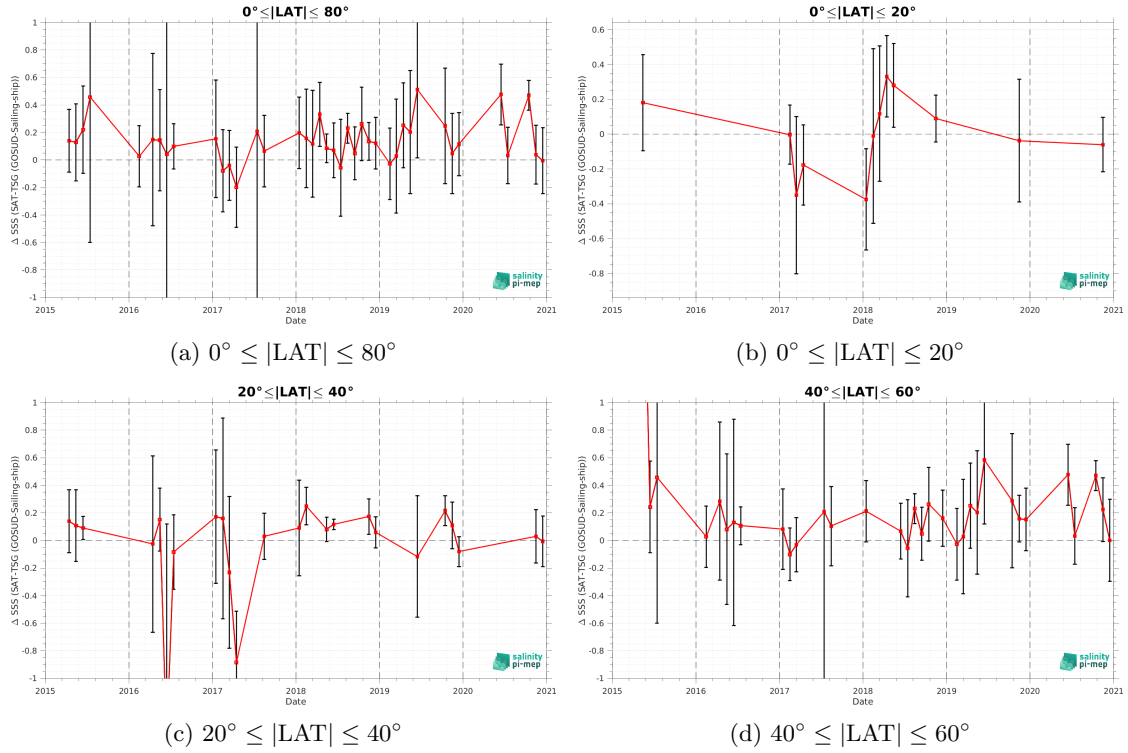 0°≤|LAT|≤ 80°
Δ SSS (SAT-TSG (GOSUD-Sailing-ship))
1
0.8
0.6
0.4
0.2
0
-0.2
-0.4
-0.6
-0.8
-1
2015 2016 2017 2018 2019 2020 2021
Date
salinity
pi-mep
(a) 0° ≤ |LAT| ≤ 80°
0°≤|LAT|≤ 20°
Δ SSS (SAT-TSG (GOSUD-Sailing-ship))
0.6
0.4
0.2
0
-0.2
-0.4
-0.6
-0.8
2015 2016 2017 2018 2019 2020 2021
Date
salinity
pi-mep
(b) 0° ≤ |LAT| ≤ 20°
20°≤|LAT|≤ 40°
Δ SSS (SAT-TSG (GOSUD-Sailing-ship))
1
0.8
0.6
0.4
0.2
0
-0.2
-0.4
-0.6
-0.8
-1
2015 2016 2017 2018 2019 2020 2021
Date
salinity
pi-mep
(c) 20° ≤ |LAT| ≤ 40°
40°≤|LAT|≤ 60°
Δ SSS (SAT-TSG (GOSUD-Sailing-ship))
1
0.8
0.6
0.4
0.2
0
-0.2
-0.4
-0.6
-0.8
-1
2015 2016 2017 2018 2019 2020 2021
Date
salinity
pi-mep
(d) 40° ≤ |LAT| ≤ 60°